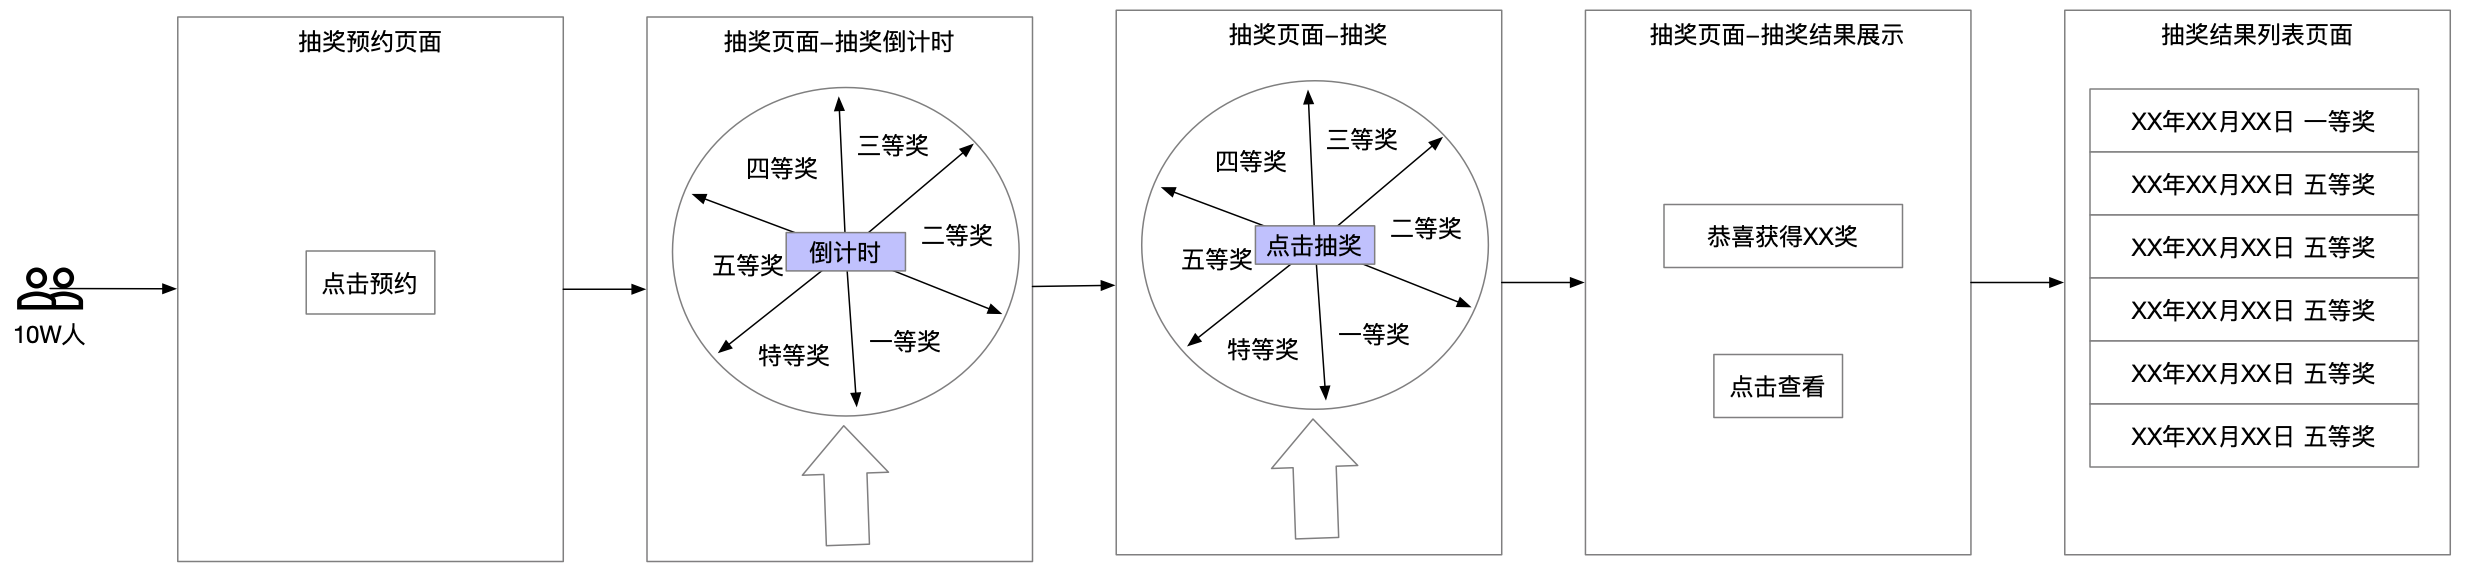 10W人
抽奖预约页面
点击预约
抽奖页面-抽奖倒计时
三等奖
四等奖
二等奖
倒计时
五等奖
一等奖
特等奖
抽奖页面-抽奖
三等奖
四等奖
二等奖
点击抽奖
五等奖
一等奖
特等奖
抽奖页面-抽奖结果展示
恭喜获得XX奖
点击查看
抽奖结果列表页面
XX年XX月XX日 一等奖
XX年XX月XX日 五等奖
XX年XX月XX日 五等奖
XX年XX月XX日 五等奖
XX年XX月XX日 五等奖
XX年XX月XX日 五等奖